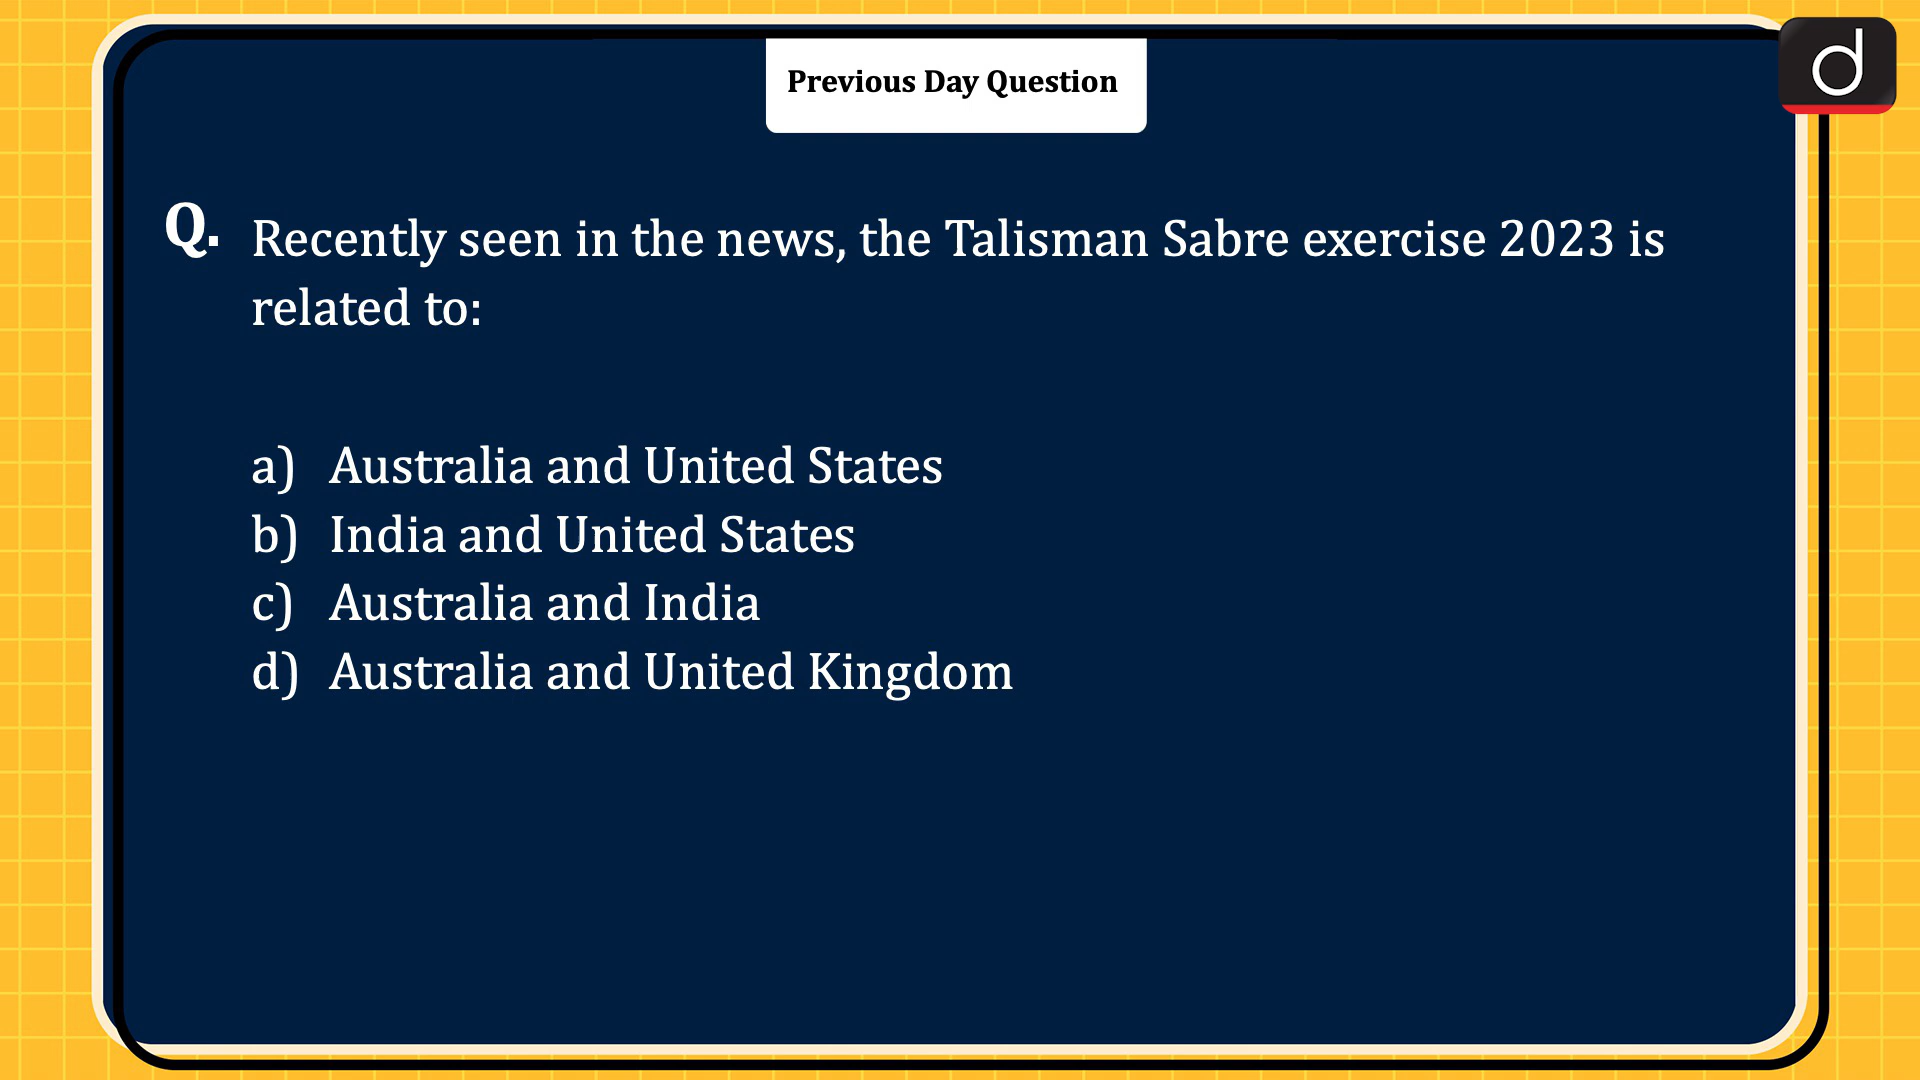 Previous Day Question
d
Q. Recently seen in the news, the Talisman Sabre exercise 2023 is
related to:
a) Australia and United States
b) India and United States
c) Australia and India
d) Australia and United Kingdom